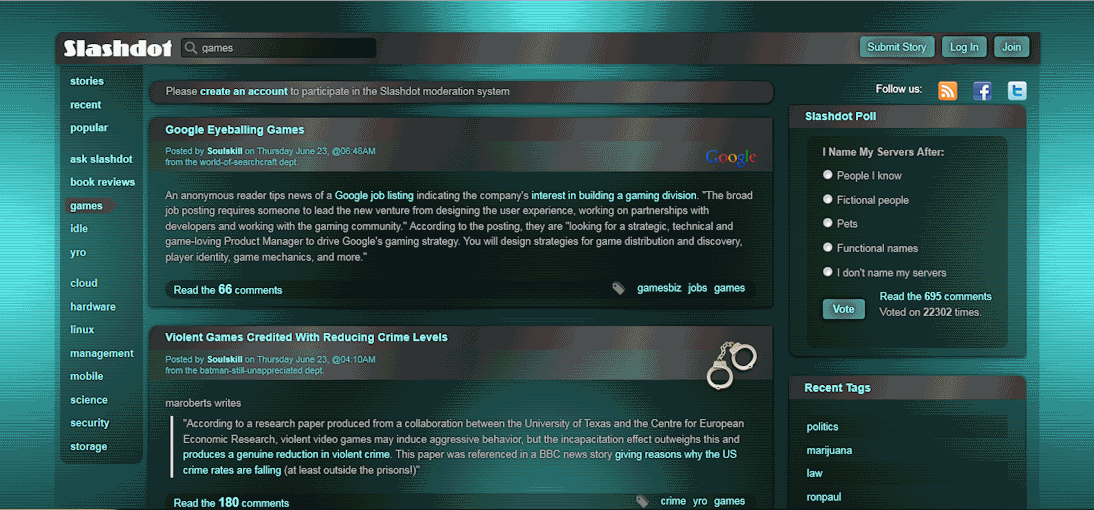 Slashdot
games
Submit Story
Log In
Join
stories
recent
popular
ask slashdot
book reviews
games
idle
yro
cloud
hardware
linux
management
mobile
science
security
storage
Please create an account to participate in the Slashdot moderation system
Google Eyeballing Games
Posted by Soulskill on Thursday June 23, @06:48AM
from the world-of-searchcraft dept.
Google
An anonymous reader tips news of a Google job listing indicating the company's interest in building a gaming division. "The broad
job posting requires someone to lead the new venture from designing the user experience, working on partnerships with
developers and working with the gaming community." According to the posting, they are "looking for a strategic, technical and
game-loving Product Manager to drive Google's gaming strategy. You will design strategies for game distribution and discovery,
player identity, game mechanics, and more."
Read the 66 comments
gamesbiz jobs games
Violent Games Credited With Reducing Crime Levels
Posted by Soulskill on Thursday June 23, @04:10AM
from the batman-still-unappreciated dept.
maroberts writes
"According to a research paper produced from a collaboration between the University of Texas and the Centre for European
Economic Research, violent video games may induce aggressive behavior, but the incapacitation effect outweighs this and
produces a genuine reduction in violent crime. This paper was referenced in a BBC news story giving reasons why the US
crime rates are falling (at least outside the prisons!)"
Read the 180 comments
crime yro games
Follow us:
Slashdot Poll
I Name My Servers After:
People I know
Fictional people
Pets
Functional names
I don't name my servers
Vote
Read the 695 comments
Voted on 22302 times.
Recent Tags
politics
marijuana
law
ronpaul